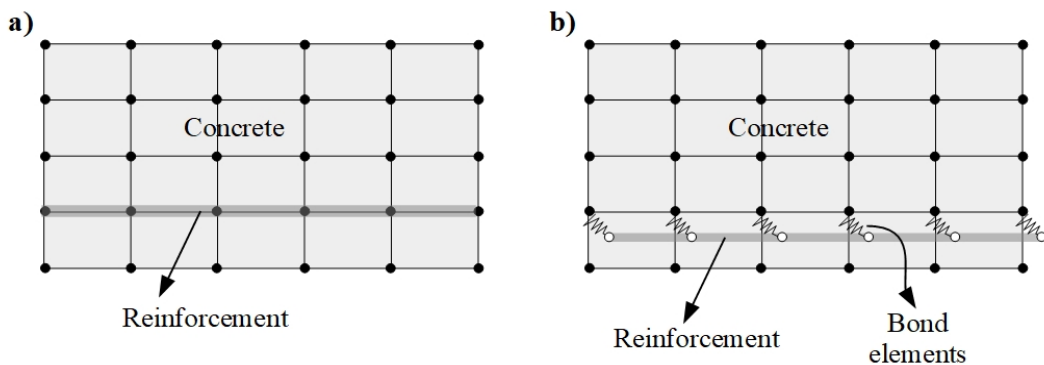 a)
Concrete
Reinforcement
b)
Concrete
Reinforcement
Bond
elements